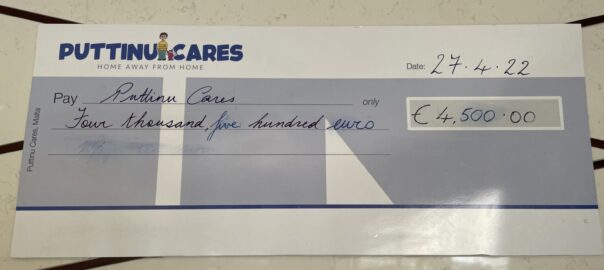 PUTTINU CARES
HOME AWAY FROM HOME
Date: 27.4.22
Pay Puttinu Cares only
€ 4,500.00
Four thousand, five hundred euro
Puttinu Cares, Malta